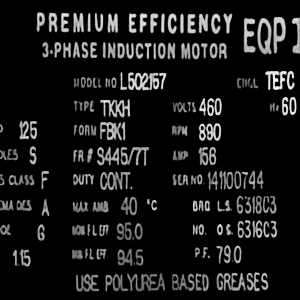 PREMIUM EFFICIENCY EQP
3-PHASE INDUCTION MOTOR
MODEL NO L502157 ENCL TEFC
TYPE TKKH VOLTS 460 Hz 60
125 FORM FBK1 RPM 890
S FR # S445/7T AMP 156
S CLASS F DUTY CONT. SER NO. 141100744
DES A MAX AMB 40 °C BRG L.S. 6318C3
G NOM FL EFF 95.0 NO. O.S. 6316C3
1.15 FL EFF 94.5 P.F. 79.0
USE POLYUREA BASED GREASES